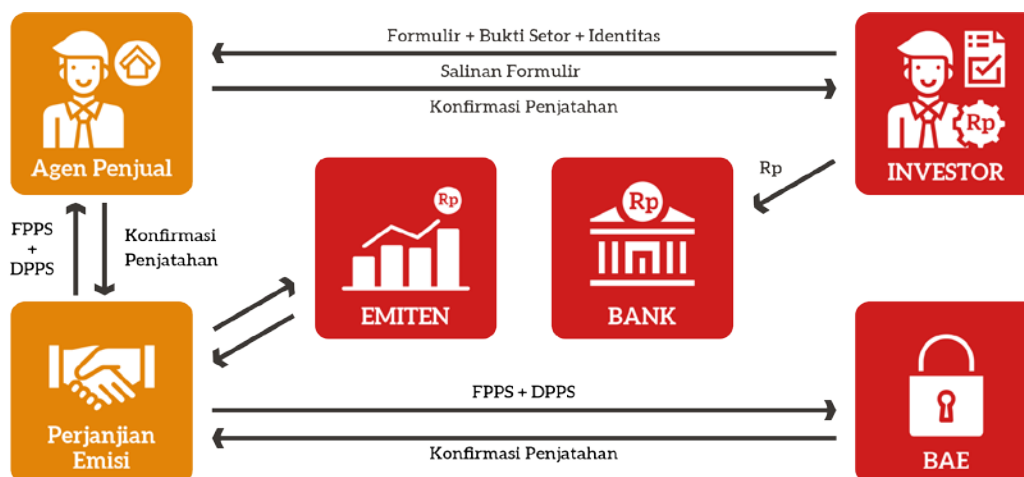 Formulir + Bukti Setor + Identitas
Salinan Formulir
Konfirmasi Penjatahan
Agen Penjual
Rp
INVESTOR
Rp
Rp
EMITEN
Rp
BANK
FPPS
+
DPPS
Konfirmasi
Penjatahan
Perjanjian
Emisi
FPPS + DPPS
Konfirmasi Penjatahan
BAE